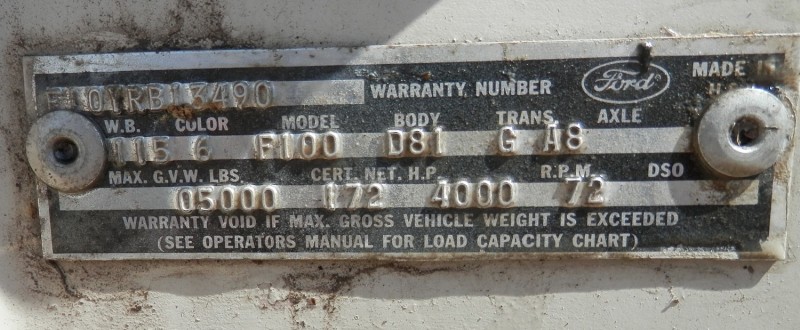 F10YRB13490 WARRANTY NUMBER Ford MADE IN
W.B. COLOR MODEL BODY TRANS. AXLE
115 6 F100 D81 G A8
MAX. G.V.W. LBS. CERT. NET. H.P. R.P.M. DSO
05000 172 4000 72
WARRANTY VOID IF MAX. GROSS VEHICLE WEIGHT IS EXCEEDED
(SEE OPERATORS MANUAL FOR LOAD CAPACITY CHART)